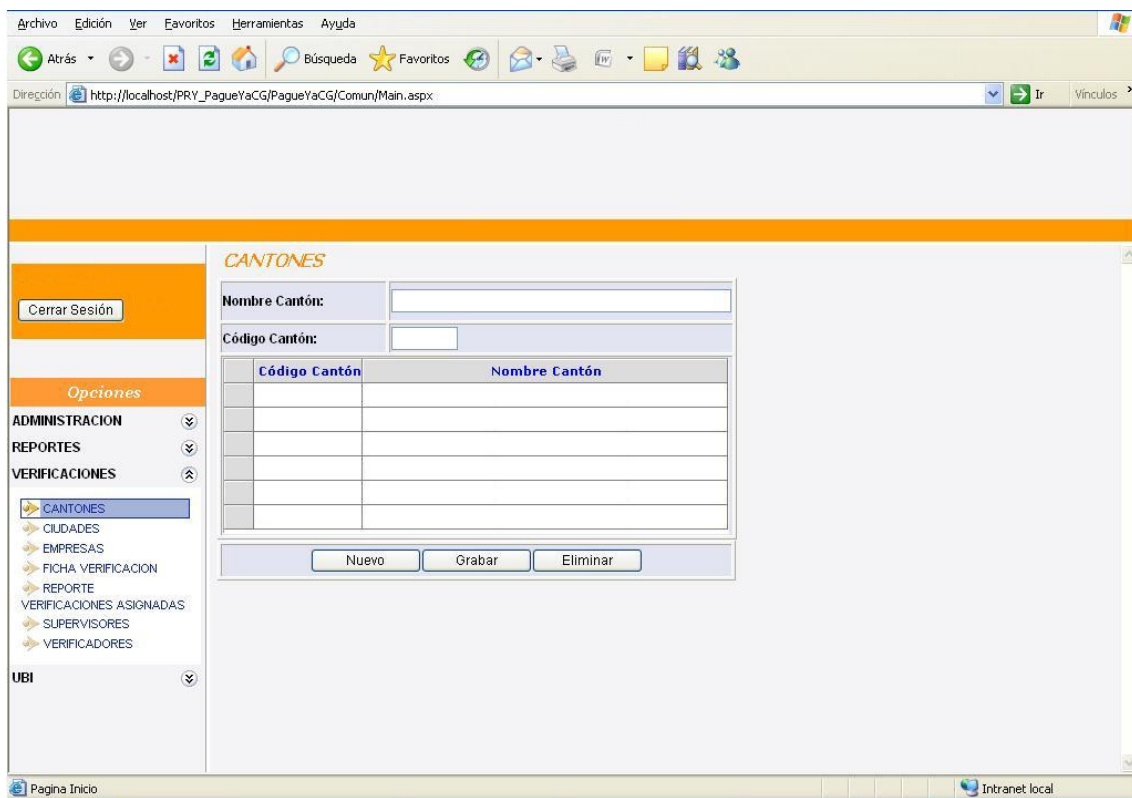 Archivo Edición Ver Favoritos Herramientas Ayuda
Atrás Búsqueda Favoritos
Dirección http://localhost/PRY_PagueYaCG/PagueYaCG/Comun/Main.aspx Ir Vínculos
CANTONES
Cerrar Sesión
Nombre Cantón:
Código Cantón:
Código Cantón Nombre Cantón
Opciones
ADMINISTRACION
REPORTES
VERIFICACIONES
CANTONES
CIUDADES
EMPRESAS
FICHA VERIFICACION
REPORTE
VERIFICACIONES ASIGNADAS
SUPERVISORES
VERIFICADORES
UBI
Nuevo Grabar Eliminar
Pagina Inicio Intranet local